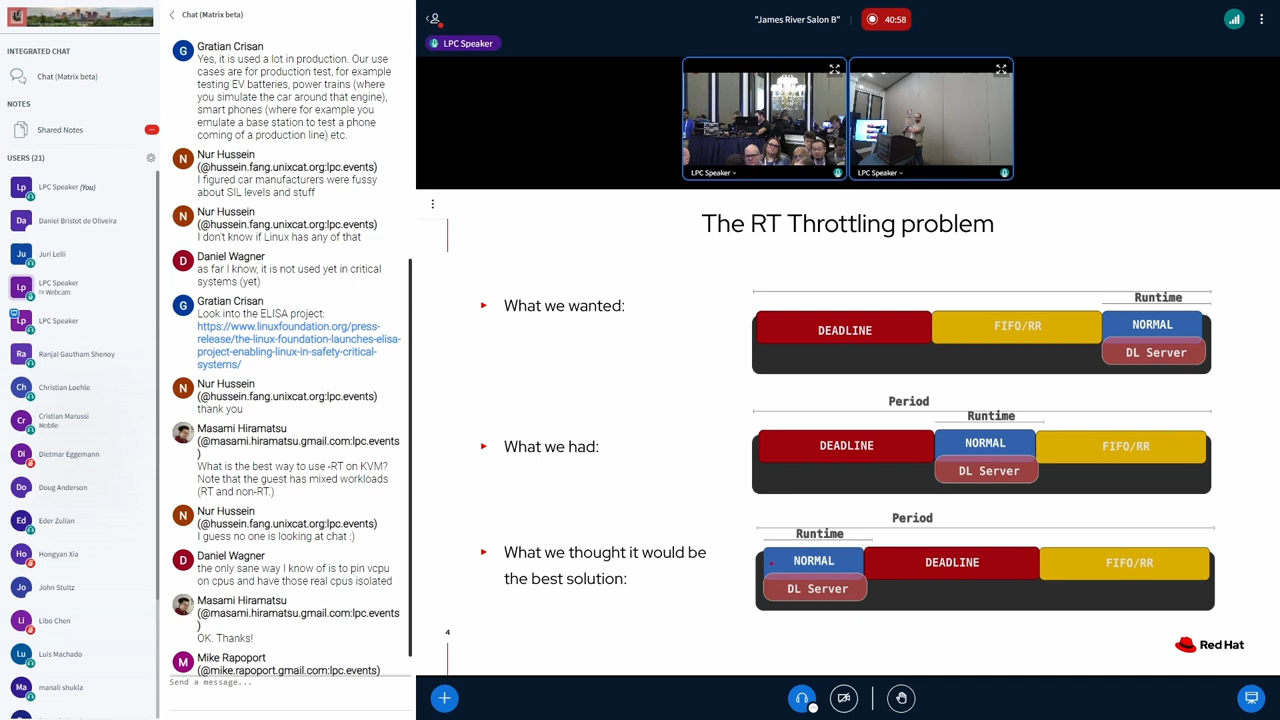 INTEGRATED CHAT
Chat (Matrix beta)
NOTES
Shared Notes
USERS (21)
Lp
LPC Speaker (You)
Da
Daniel Bristot de Oliveira
Ju
Juri Lelli
Lp
LPC Speaker
Webcam
Lp
LPC Speaker
Ra
Ranjal Gautham Shenoy
Ch
Christian Loehle
Cr
Cristian Marussi
Mobile
Di
Dietmar Eggemann
Do
Doug Anderson
Ed
Eder Zulian
Ho
Hongyan Xia
Jo
John Stultz
Li
Libo Chen
Lu
Luis Machado
Ma
manali shukla
Chat (Matrix beta)
G
Gratian Crisan
Yes, it is used a lot in production. Our use
cases are for production test, for example
testing EV batteries, power trains (where
you simulate the car around that engine),
smart phones (where for example you
emulate a base station to test a phone
coming of a production line) etc.
N
Nur Hussein
(@hussein.fang.unixcat.org:lpc.events)
I figured car manufacturers were fussy
about SIL levels and stuff
N
Nur Hussein
(@hussein.fang.unixcat.org:lpc.events)
I don't know if Linux has any of that
D
Daniel Wagner
as far I know, it is not used yet in critical
systems (yet)
G
Gratian Crisan
Look into the ELISA project:
https://www.linuxfoundation.org/press-
release/the-linux-foundation-launches-elisa-
project-enabling-linux-in-safety-critical-
systems/
N
Nur Hussein
(@hussein.fang.unixcat.org:lpc.events)
thank you
Masami Hiramatsu
(@masami.hiramatsu.gmail.com:lpc.events
)
What is the best way to use -RT on KVM?
Note that the guest has mixed workloads
(RT and non-RT.)
N
Nur Hussein
(@hussein.fang.unixcat.org:lpc.events)
I guess no one is looking at chat :)
D
Daniel Wagner
the only sane way I know of is to pin vcpu
on cpus and have those real cpus isolated
Masami Hiramatsu
(@masami.hiramatsu.gmail.com:lpc.events
)
OK. Thanks!
M
Mike Rapoport
(@mike.rapoport.gmail.com:lpc.events)
Send a message...
"James River Salon B"
40:58
LPC Speaker
LPC Speaker
LPC Speaker
The RT Throttling problem
What we wanted:
Runtime
DEADLINE
FIFO/RR
NORMAL
DL Server
What we had:
Period
Runtime
DEADLINE
NORMAL
FIFO/RR
DL Server
What we thought it would be
the best solution:
Period
Runtime
NORMAL
DEADLINE
FIFO/RR
DL Server
4
Red Hat